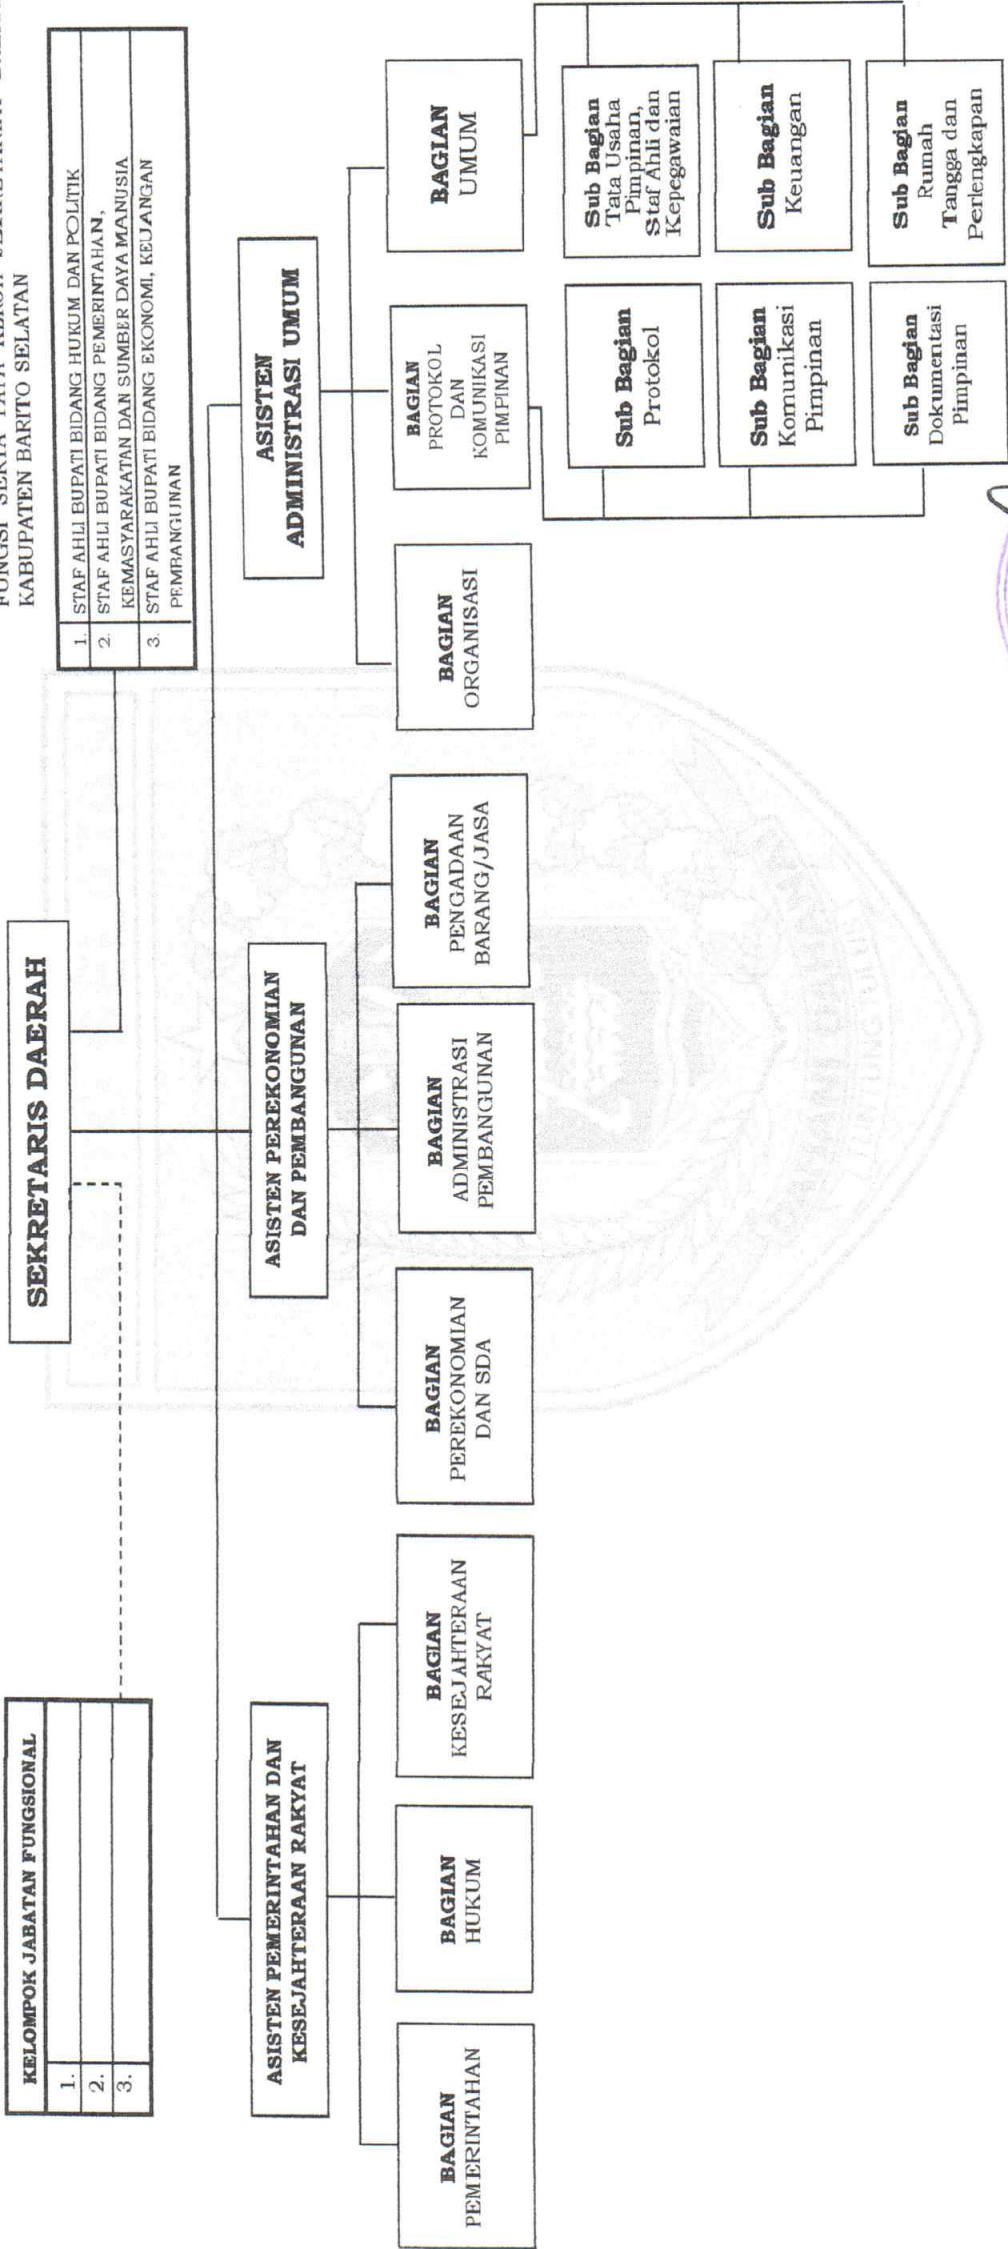 FUNGSI SERTA TATA KERJA
KABUPATEN BARITO SELATAN
SEKRETARIS DAERAH
KELOMPOK JABATAN FUNGSIONAL
1.
2.
3.
1. STAF AHLI BUPATI BIDANG HUKUM DAN POLITIK
2. STAF AHLI BUPATI BIDANG PEMERINTAHAN,
KEMASYARAKATAN DAN SUMBER DAYA MANUSIA
3. STAF AHLI BUPATI BIDANG EKONOMI, KEUANGAN
PEMBANGUNAN
ASISTEN PEMERINTAHAN DAN
KESEJAHTERAAN RAKYAT
ASISTEN PEREKONOMIAN
DAN PEMBANGUNAN
ASISTEN
ADMINISTRASI UMUM
BAGIAN
PEMERINTAHAN
BAGIAN
HUKUM
BAGIAN
KESEJAHTERAAN
RAKYAT
BAGIAN
PEREKONOMIAN
DAN SDA
BAGIAN
ADMINISTRASI
PEMBANGUNAN
BAGIAN
PENGADAAN
BARANG/JASA
BAGIAN
ORGANISASI
BAGIAN
PROTOKOL
DAN
KOMUNIKASI
PIMPINAN
BAGIAN
UMUM
Sub Bagian
Protokol
Sub Bagian
Komunikasi
Pimpinan
Sub Bagian
Dokumentasi
Pimpinan
Sub Bagian
Tata Usaha
Pimpinan,
Staf Ahli dan
Kepegawaian
Sub Bagian
Keuangan
Sub Bagian
Rumah
Tangga dan
Perlengkapan